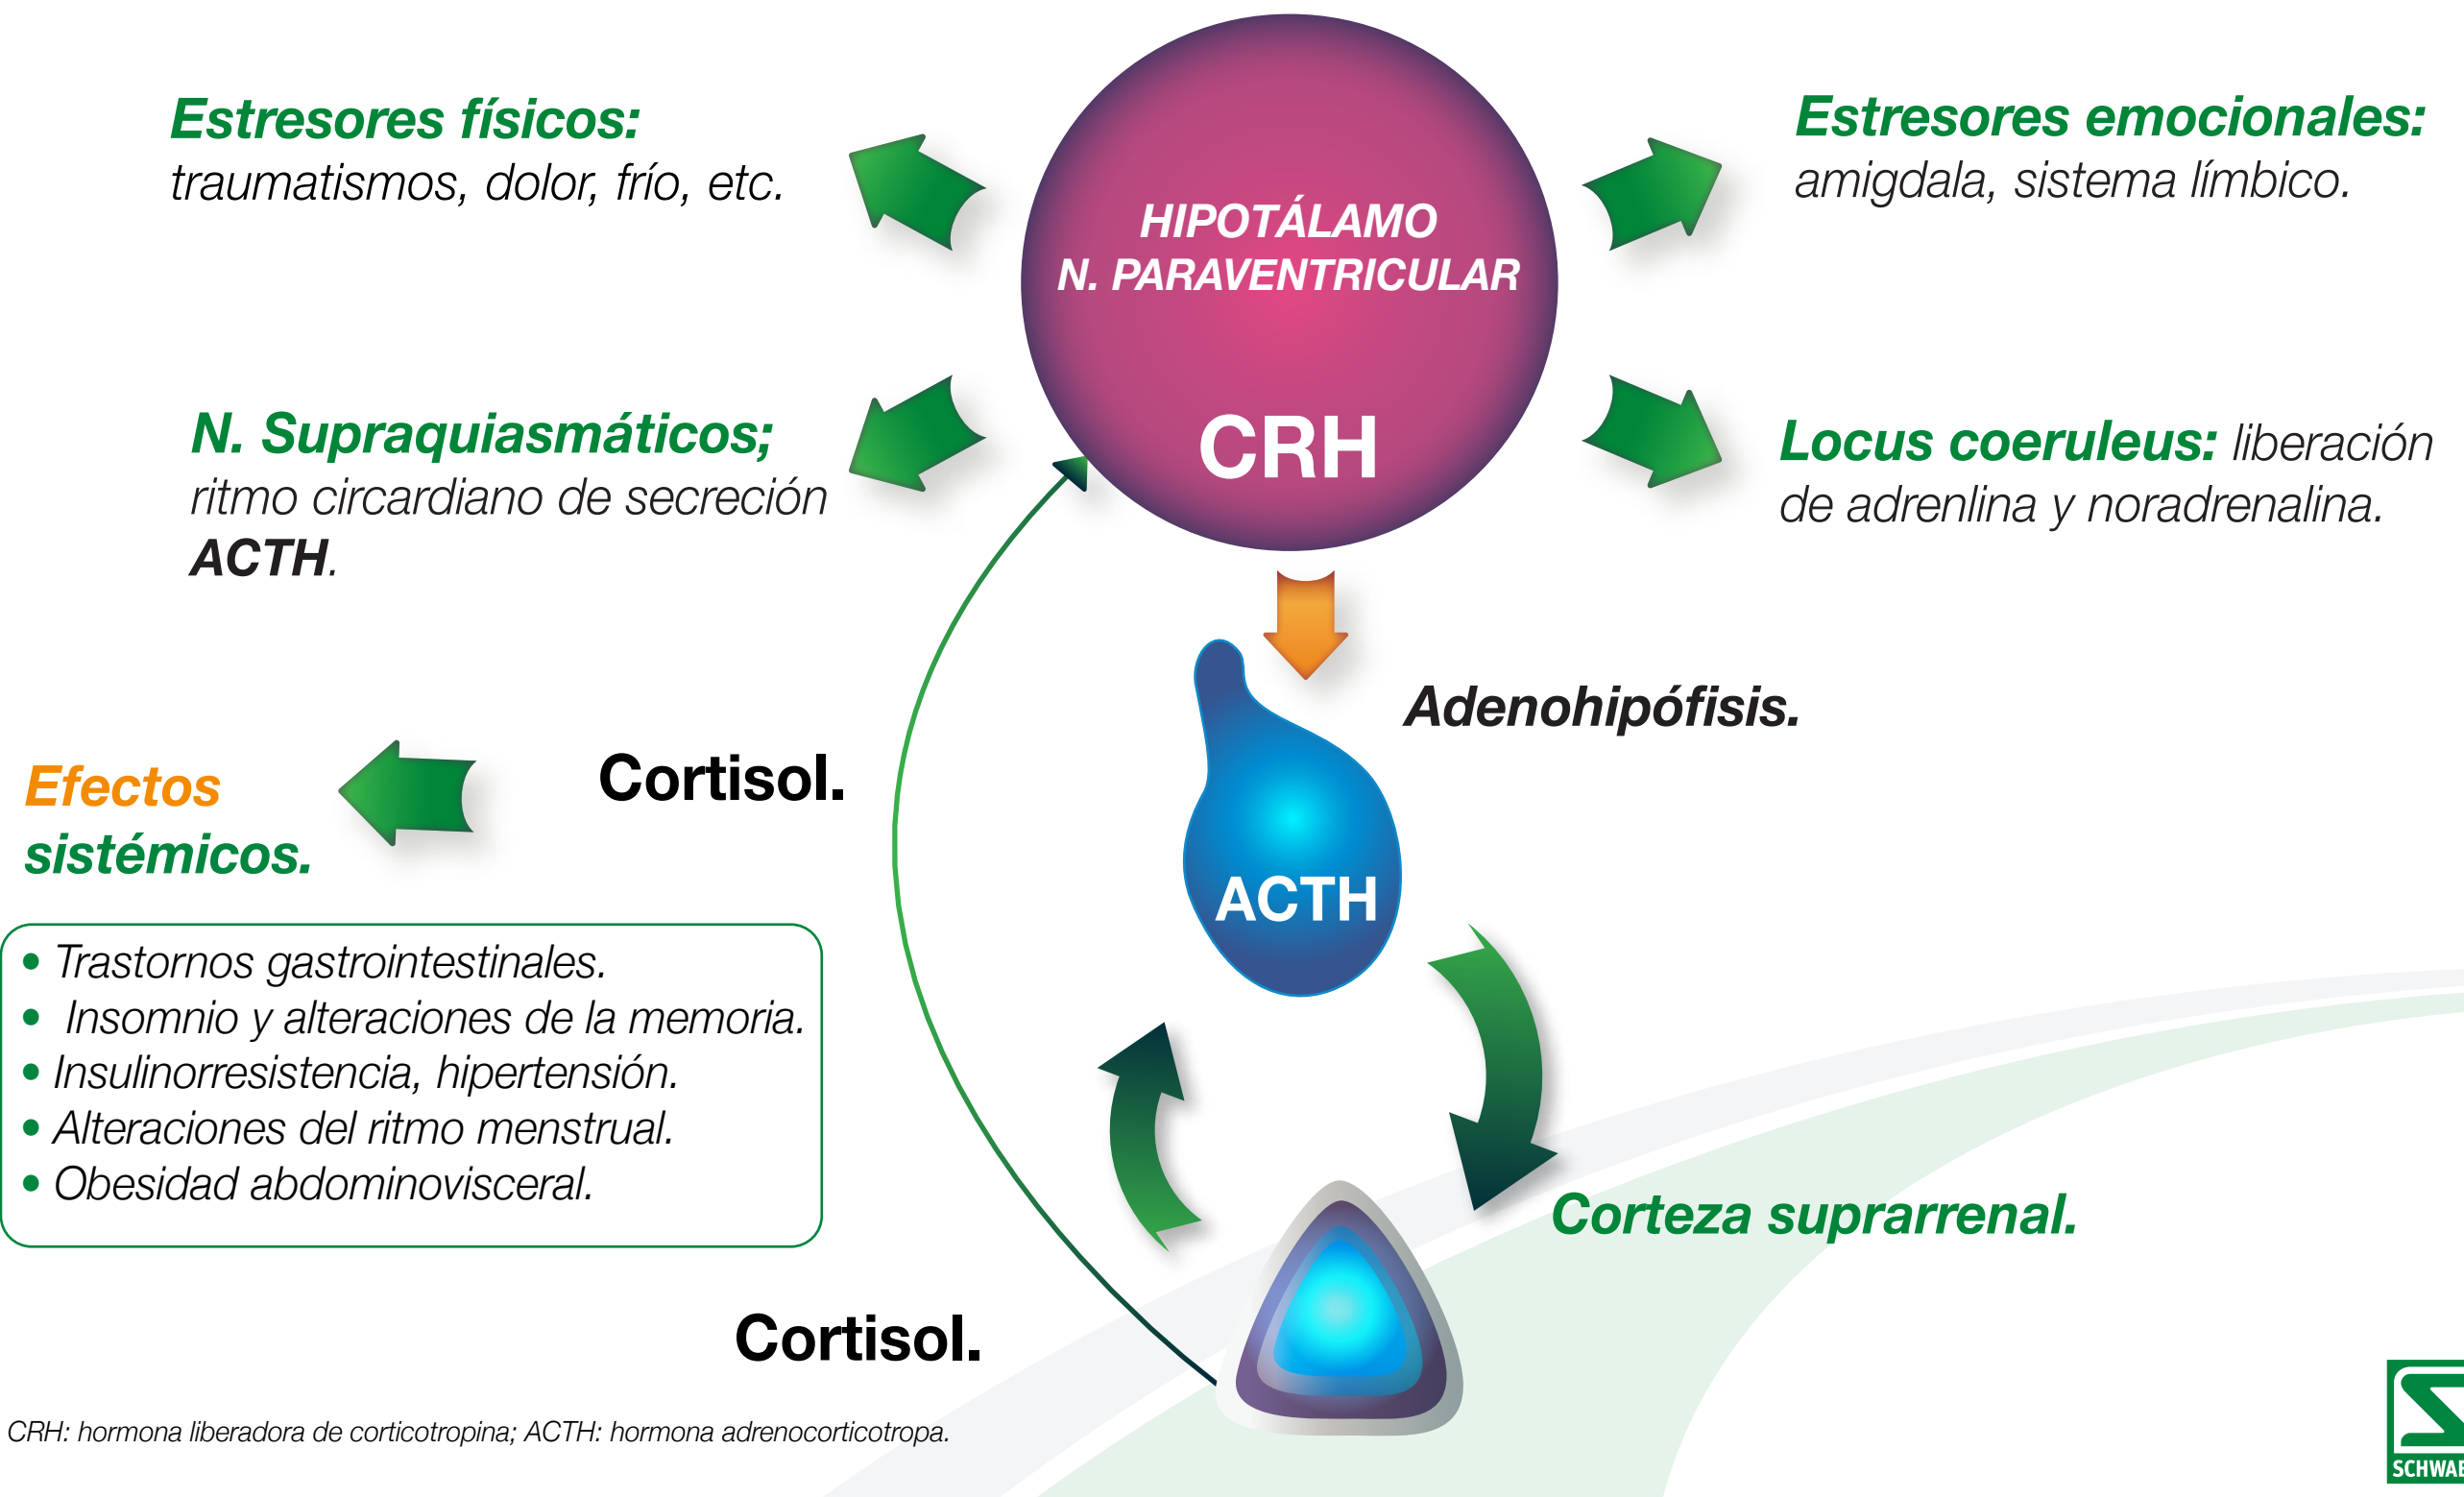 Estresores físicos:
traumatismos, dolor, frío, etc.
HIPOTÁLAMO
N. PARAVENTRICULAR
CRH
Estresores emocionales:
amigdala, sistema límbico.
N. Supraquiasmáticos;
ritmo circardiano de secreción
ACTH.
Locus coeruleus: liberación
de adrenlina y noradrenalina.
Adenohipófisis.
Cortisol.
Efectos
sistémicos.
ACTH
• Trastornos gastrointestinales.
• Insomnio y alteraciones de la memoria.
• Insulinorresistencia, hipertensión.
• Alteraciones del ritmo menstrual.
• Obesidad abdominovisceral.
Corteza suprarrenal.
Cortisol.
CRH: hormona liberadora de corticotropina; ACTH: hormona adrenocorticotropa.